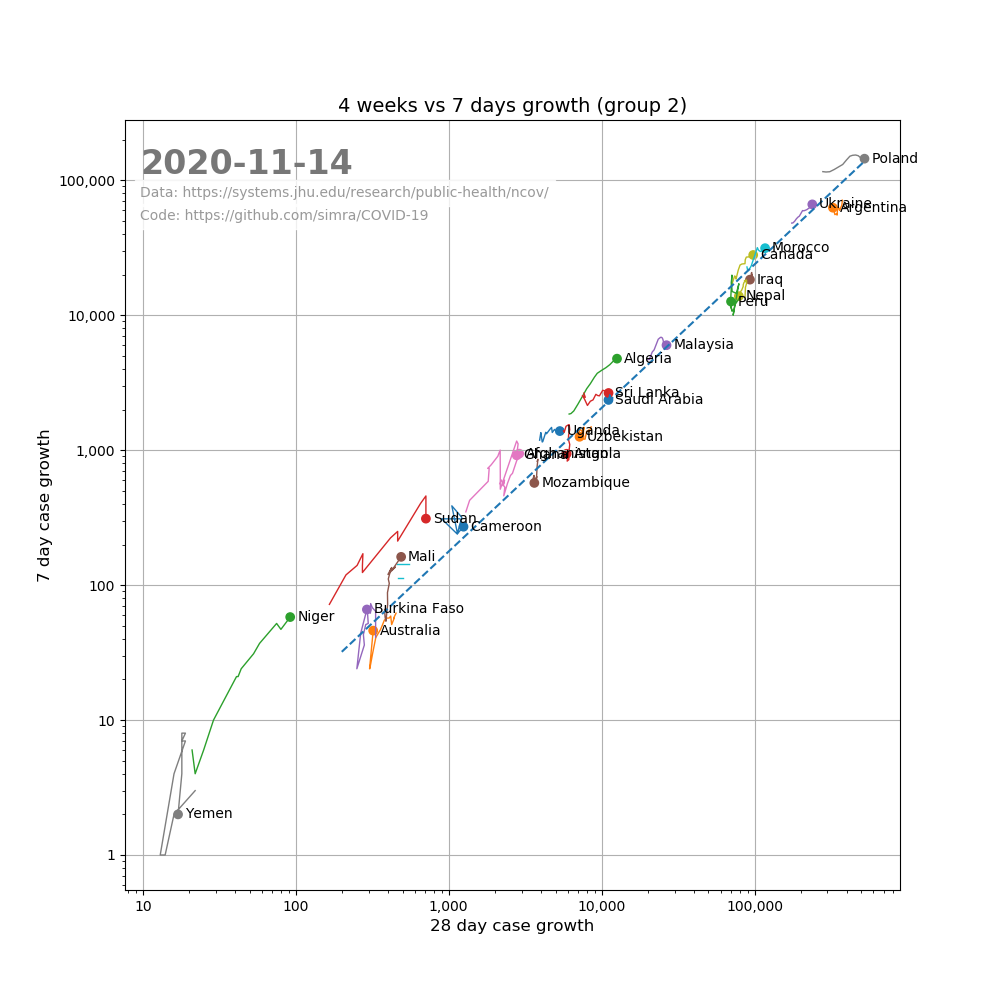 4 weeks vs 7 days growth (group 2)
2020-11-14
Data: https://systems.jhu.edu/research/public-health/ncov/
Code: https://github.com/simra/COVID-19
7 day case growth
100,000
10,000
1,000
100
10
1
Poland
Ukraine
Argentina
Morocco
Canada
Iraq
Nepal
Peru
Malaysia
Algeria
Sri Lanka
Saudi Arabia
Uganda
Uzbekistan
Afghanistan
Angola
Ghana
Mozambique
Sudan
Cameroon
Mali
Burkina Faso
Niger
Australia
Yemen
10
100
1,000
10,000
100,000
28 day case growth